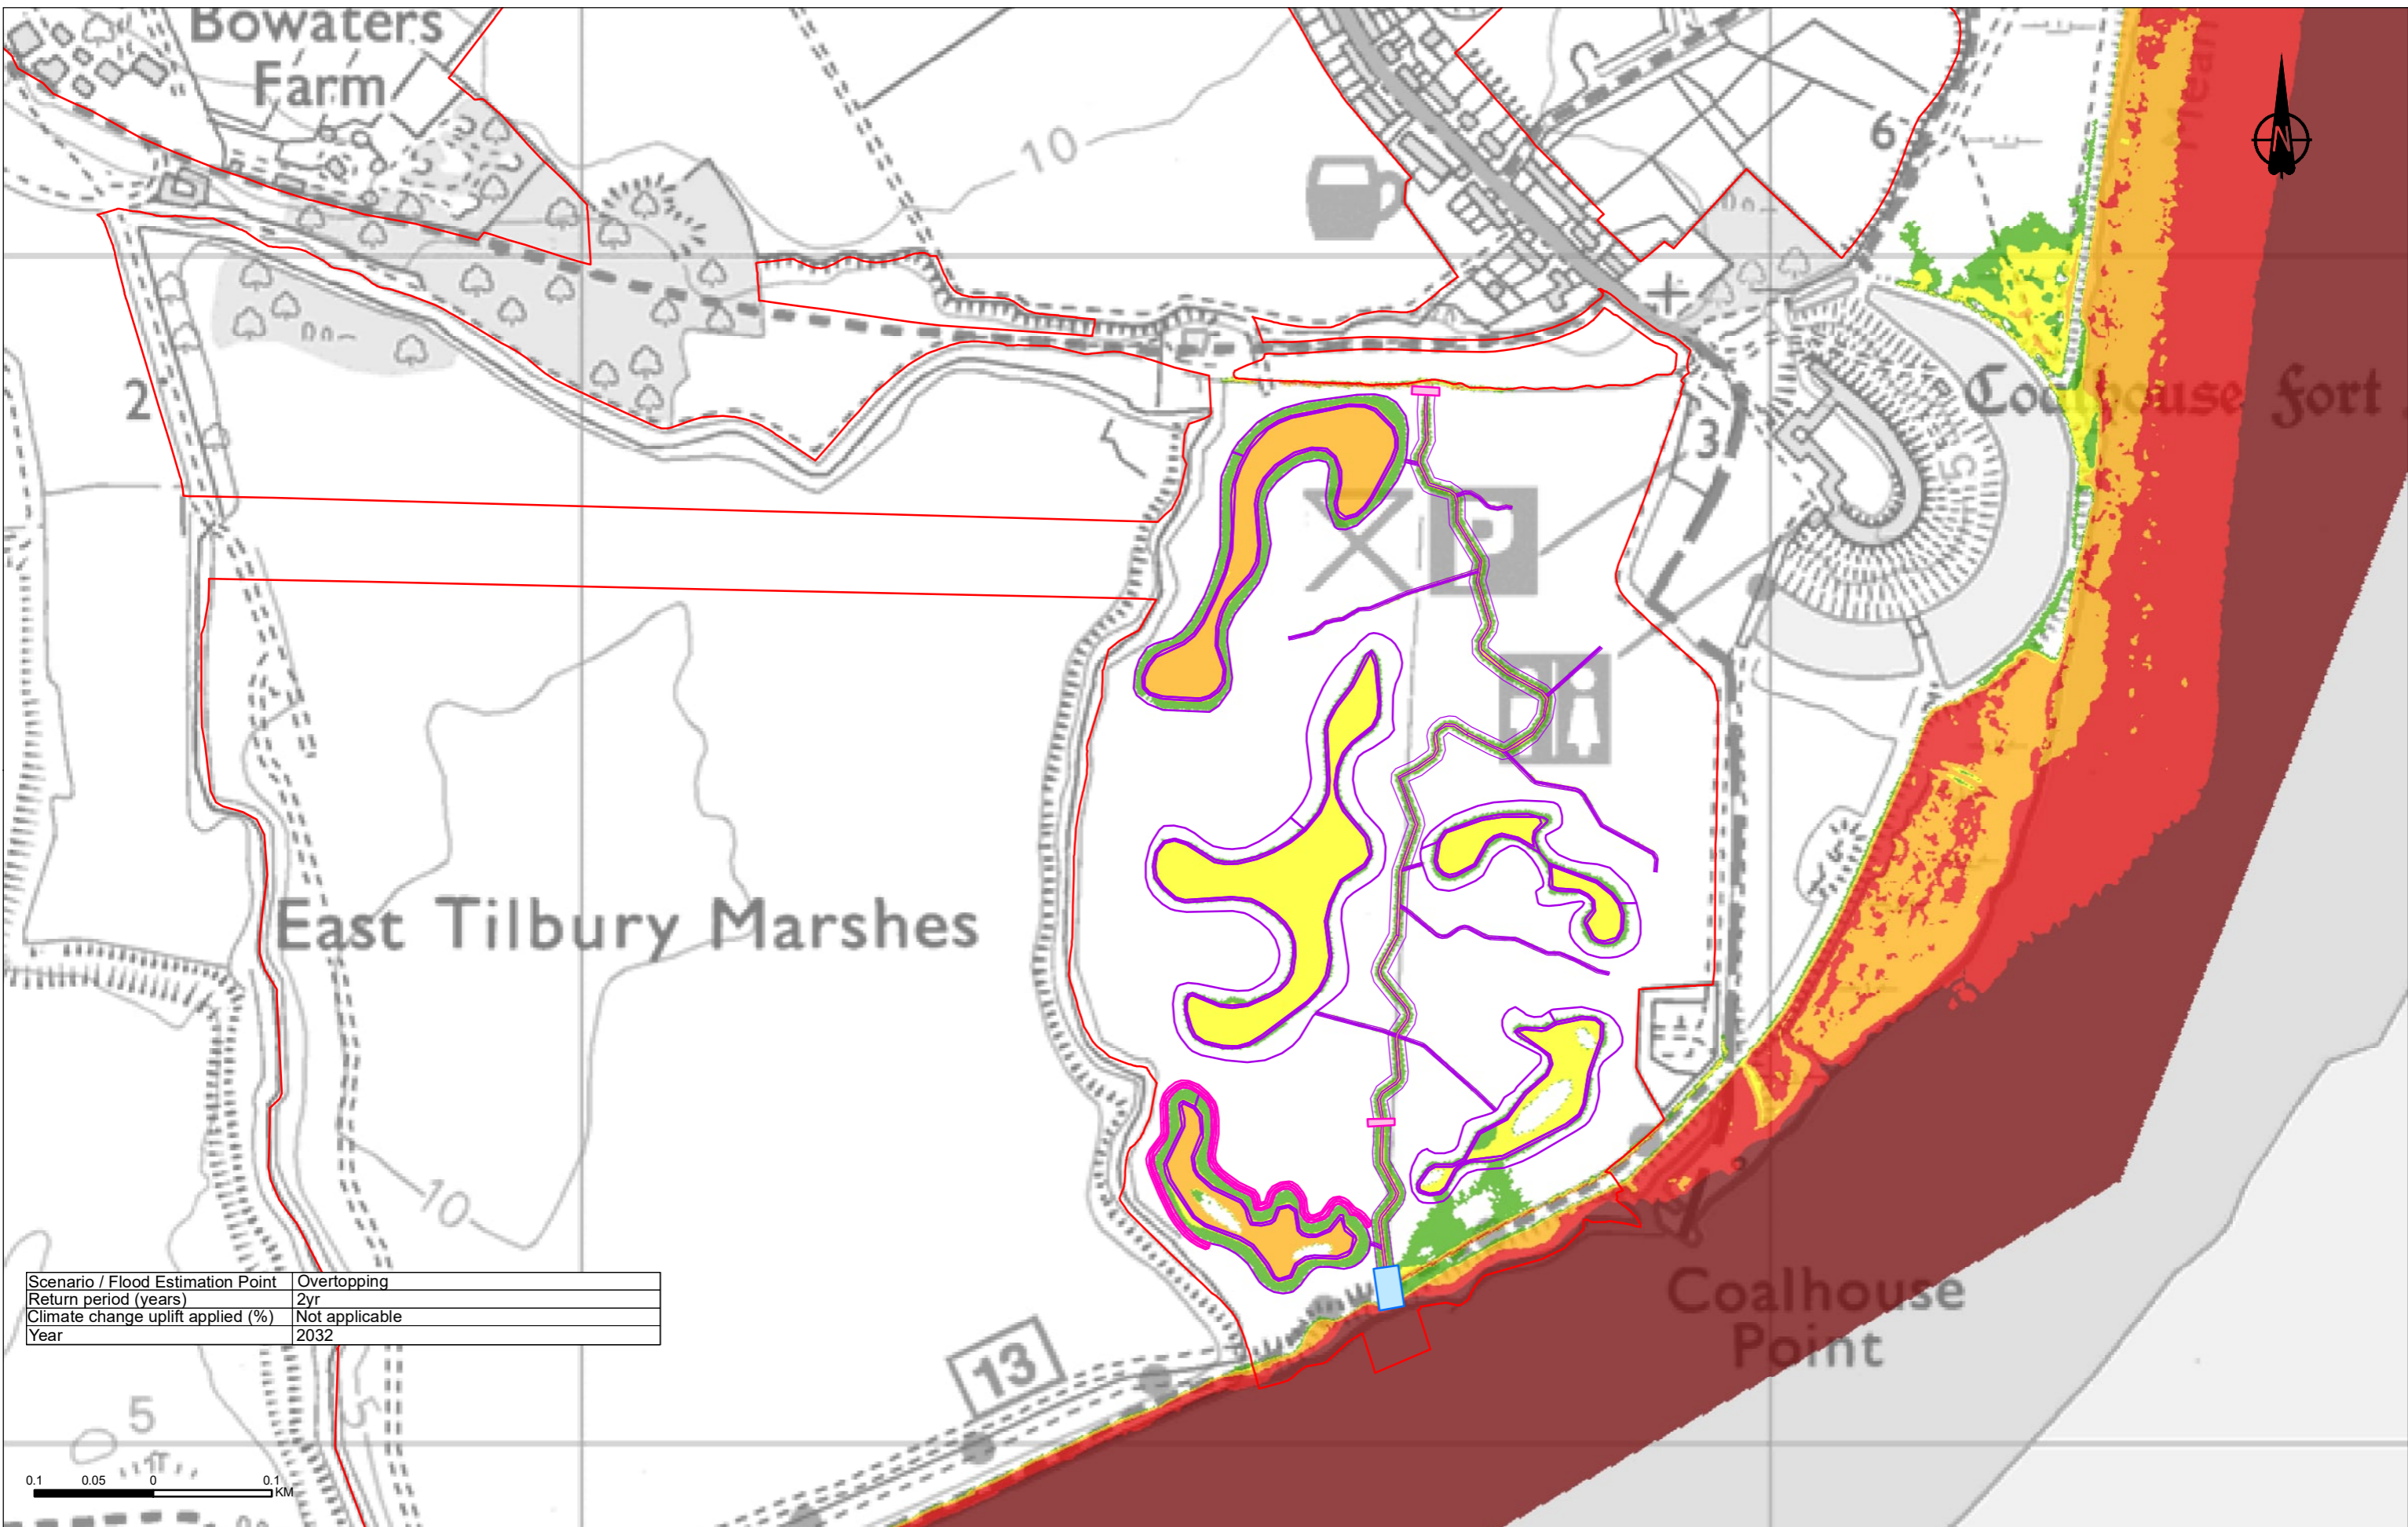 Bowaters
Farm
10
6
N
2
3
P
Coalhouse Fort
East Tilbury Marshes
10
Coalhouse
Point
13
5
5
Scenario / Flood Estimation Point Overtopping
Return period (years) 2yr
Climate change uplift applied (%) Not applicable
Year 2032
0.1 0.05 0 0.1
KM